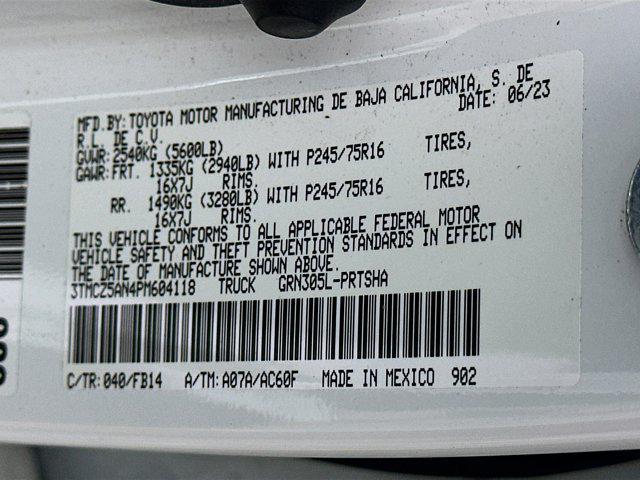 MFD.BY:TOYOTA MOTOR MANUFACTURING DE BAJA CALIFORNIA, S. DE
R.L. DE C.V. DATE: 06/23
GVWR:2540KG (5600LB)
GAWR:FRT. 1335KG (2940LB) WITH P245/75R16 TIRES,
16X7J RIMS.
RR. 1490KG (3280LB) WITH P245/75R16 TIRES,
16X7J RIMS.
THIS VEHICLE CONFORMS TO ALL APPLICABLE FEDERAL MOTOR
VEHICLE SAFETY AND THEFT PREVENTION STANDARDS IN EFFECT ON
THE DATE OF MANUFACTURE SHOWN ABOVE.
3TMCZ5AN4PM604118 TRUCK GRN305L-PRTSHA
C/TR:040/FB14 A/TM:A07A/AC60F MADE IN MEXICO 902